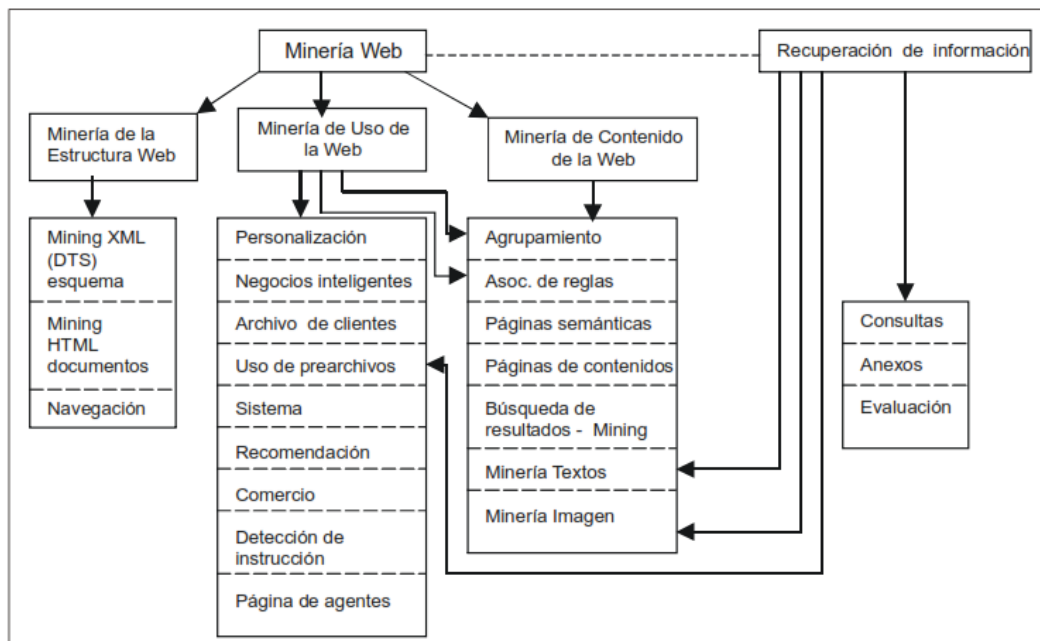 Minería Web
Recuperación de información
Minería de la
Estructura Web
Minería de Uso de
la Web
Minería de Contenido
de la Web
Mining XML
(DTS)
esquema
Mining
HTML
documentos
Navegación
Personalización
Negocios inteligentes
Archivo de clientes
Uso de prearchivos
Sistema
Recomendación
Comercio
Detección de
instrucción
Página de agentes
Agrupamiento
Asoc. de reglas
Páginas semánticas
Páginas de contenidos
Búsqueda de
resultados - Mining
Minería Textos
Minería Imagen
Consultas
Anexos
Evaluación